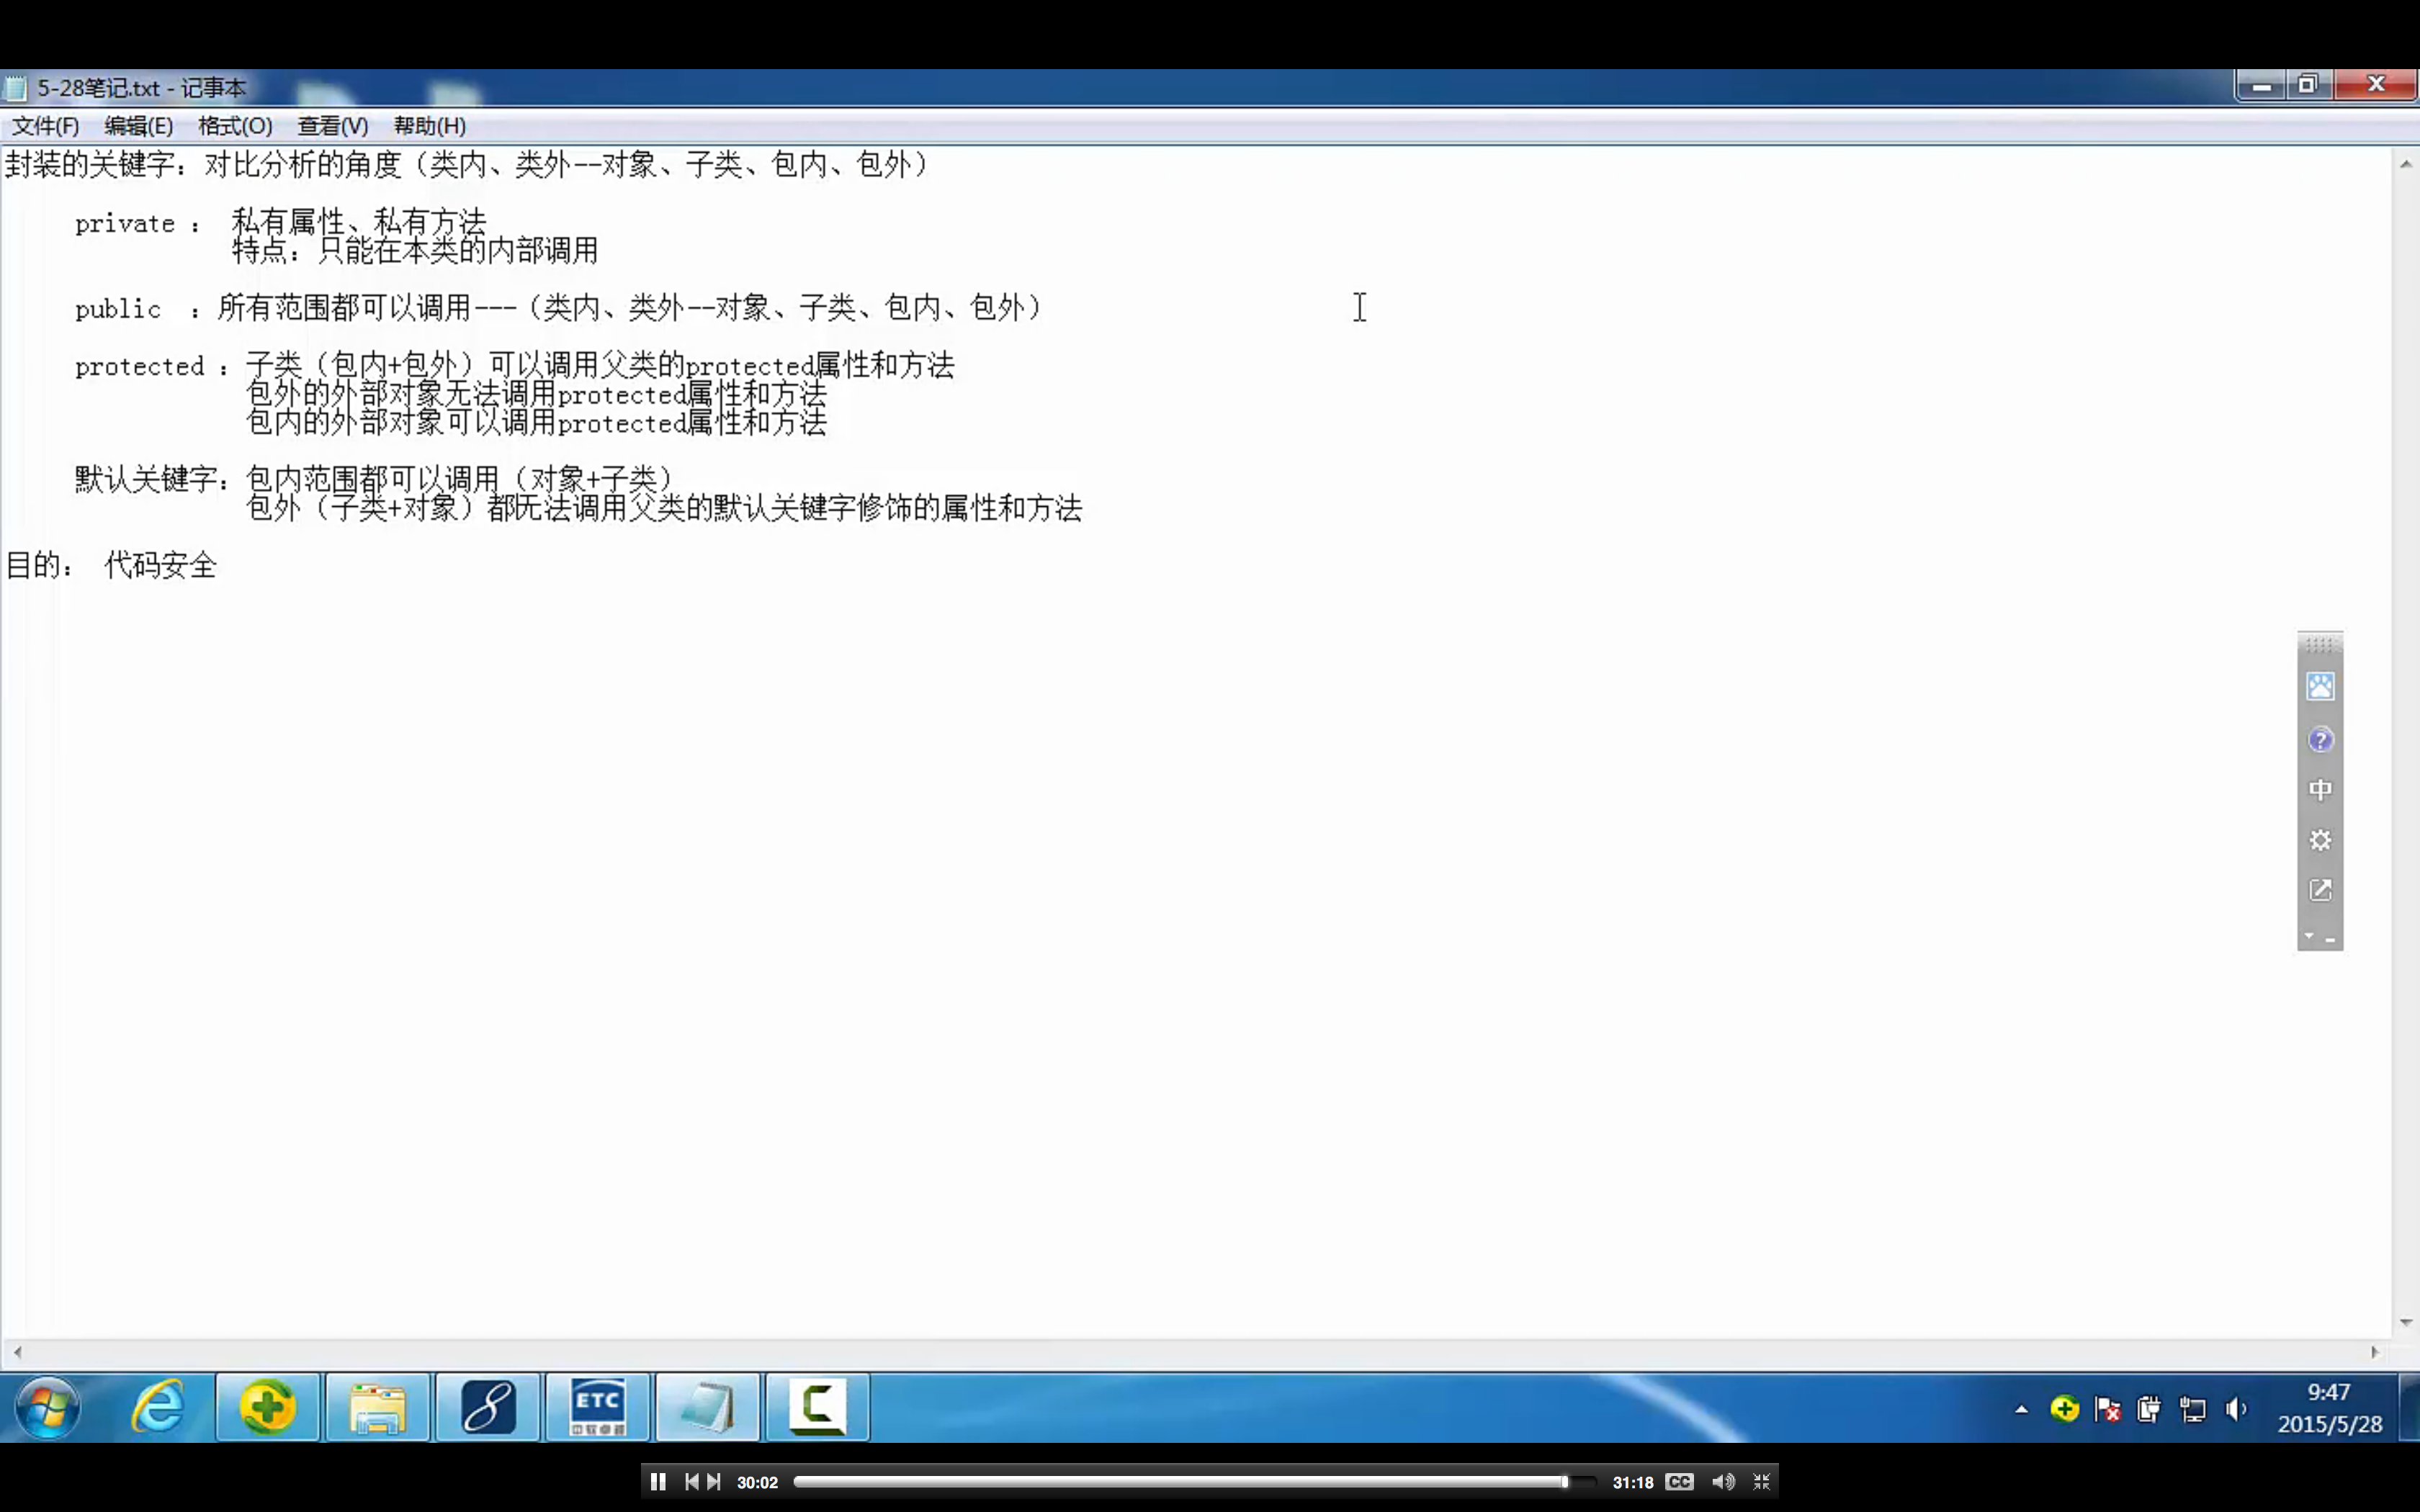 5-28笔记.txt - 记事本
文件(F) 编辑(E) 格式(O) 查看(V) 帮助(H)
封装的关键字：对比分析的角度（类内、类外--对象、子类、包内、包外）
private ： 私有属性、私有方法
特点：只能在本类的内部调用
public ：所有范围都可以调用---（类内、类外--对象、子类、包内、包外）
protected ：子类（包内+包外）可以调用父类的protected属性和方法
包外的外部对象无法调用protected属性和方法
包内的外部对象可以调用protected属性和方法
默认关键字：包内范围都可以调用（对象+子类）
包外（子类+对象）都无法调用父类的默认关键字修饰的属性和方法
目的： 代码安全
中
ETC
9:47
2015/5/28
30:02
31:18
CC